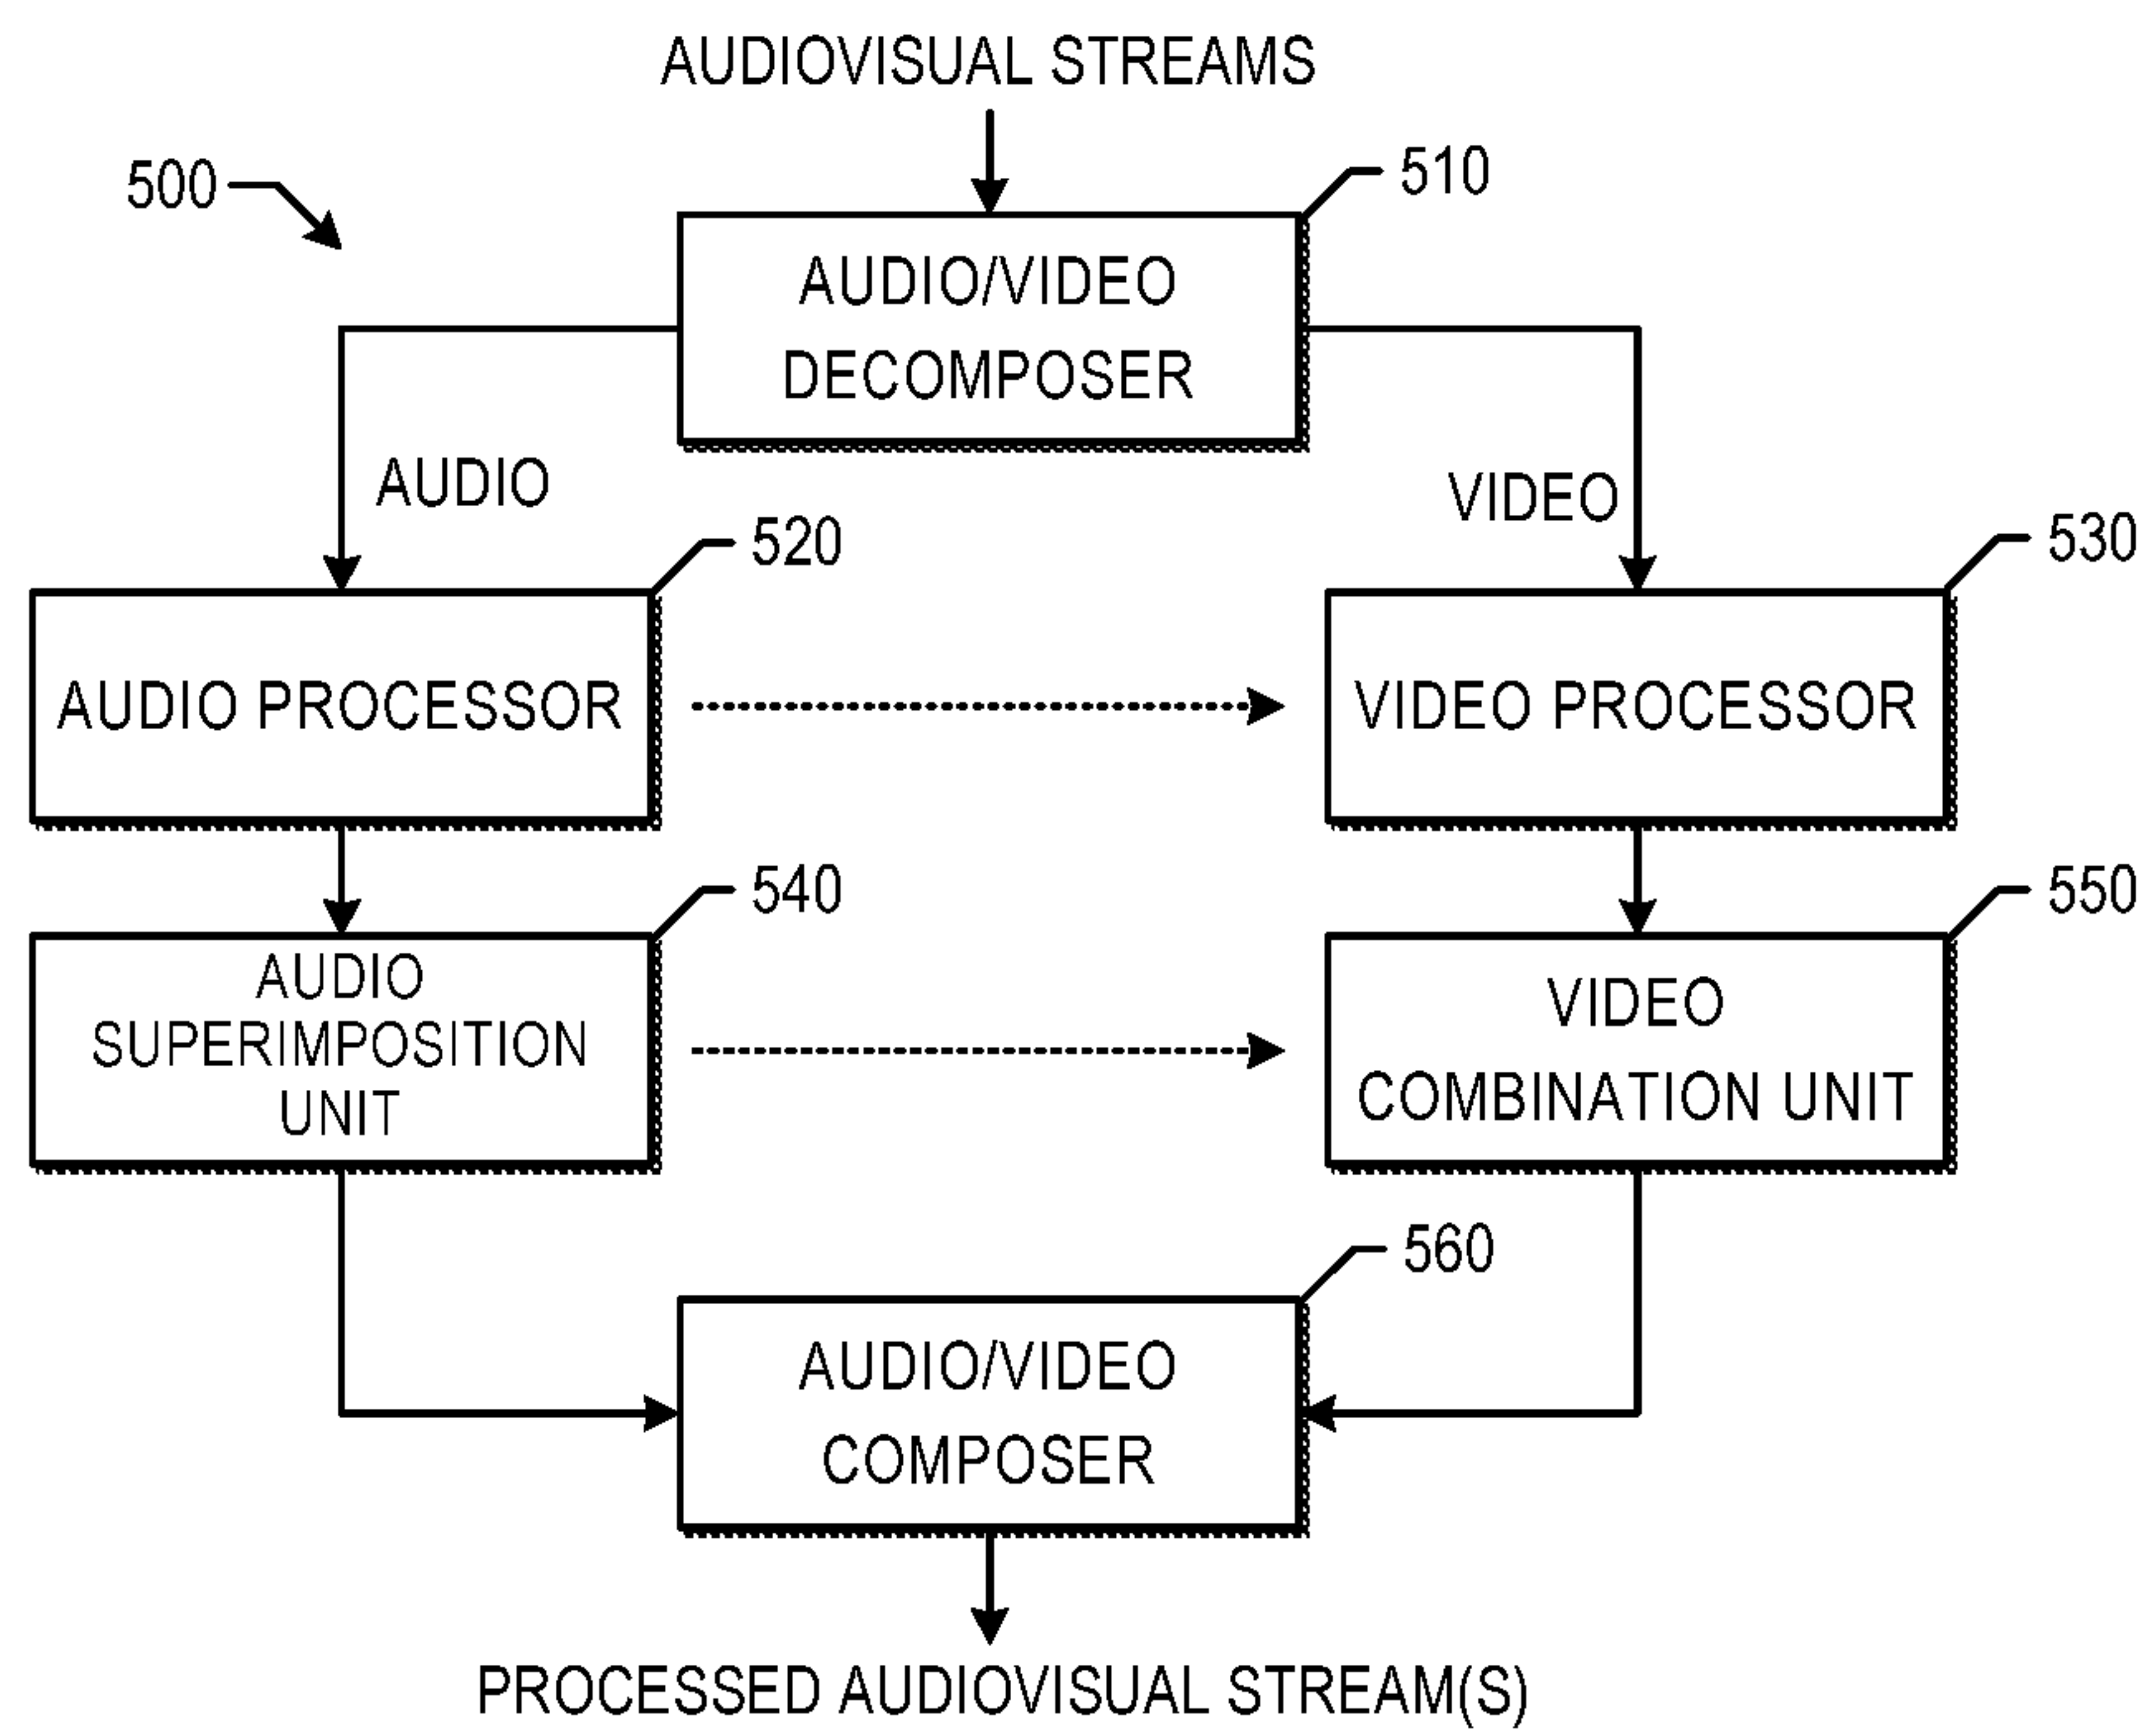 AUDIOVISUAL STREAMS
500
510
AUDIO/VIDEO
DECOMPOSER
AUDIO
VIDEO
520
530
AUDIO PROCESSOR
VIDEO PROCESSOR
540
550
AUDIO
SUPERIMPOSITION
UNIT
VIDEO
COMBINATION UNIT
560
AUDIO/VIDEO
COMPOSER
PROCESSED AUDIOVISUAL STREAM(S)